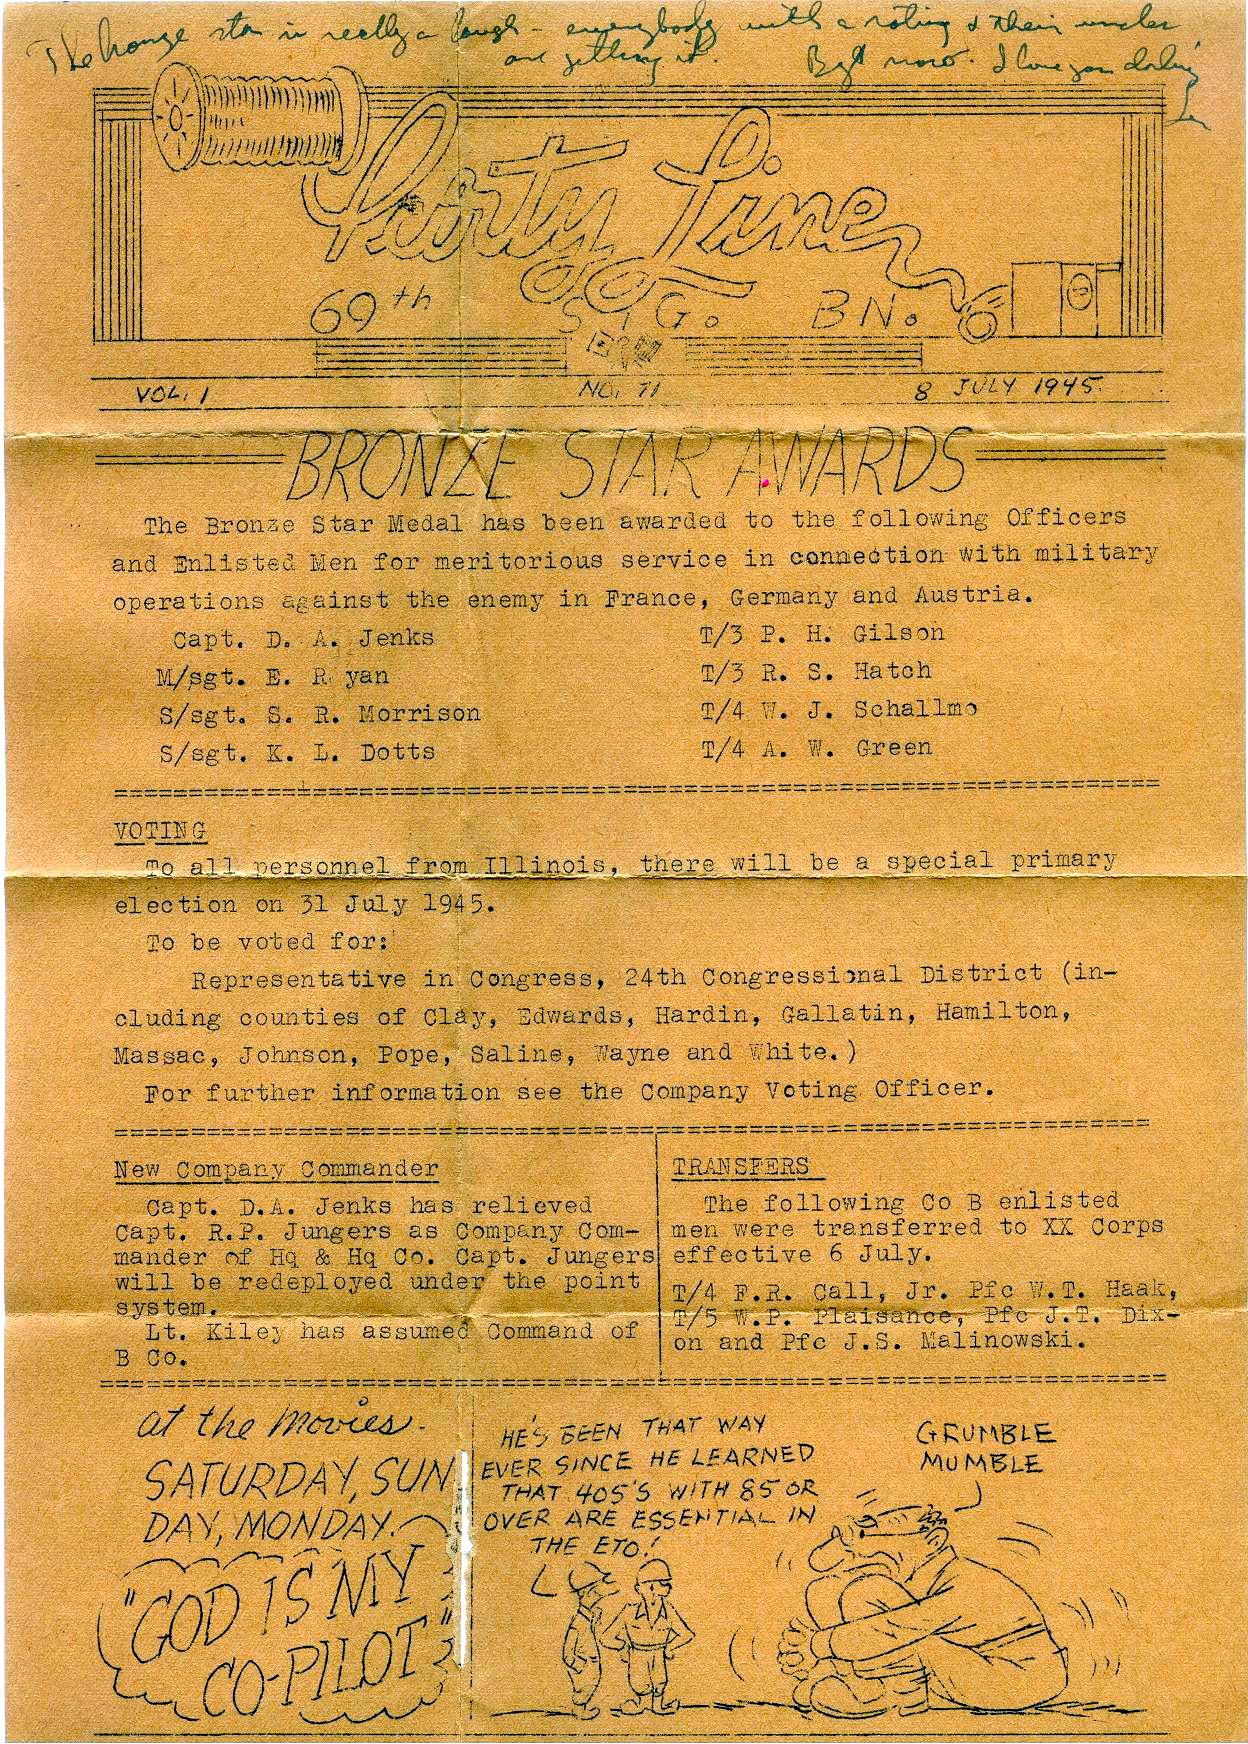 The bronze star is really a laugh - everybody with a rating & their uncles
are getting it. Bye now. I love you darling
Party Line
69th SIG. BN.
VOL. 1 NO. 11 8 JULY 1945.
BRONZE STAR AWARDS
The Bronze Star Medal has been awarded to the following Officers
and Enlisted Men for meritorious service in connection with military
operations against the enemy in France, Germany and Austria.
Capt. D. A. Jenks T/3 P. H. Gilson
M/sgt. E. R yan T/3 R. S. Hatch
S/sgt. S. R. Morrison T/4 W. J. Schallmo
S/sgt. K. L. Dotts T/4 A. W. Green
VOTING
To all personnel from Illinois, there will be a special primary
election on 31 July 1945.
To be voted for:
Representative in Congress, 24th Congressional District (in-
cluding counties of Clay, Edwards, Hardin, Gallatin, Hamilton,
Massac, Johnson, Pope, Saline, Wayne and White.)
For further information see the Company Voting Officer.
New Company Commander
Capt. D.A. Jenks has relieved
Capt. R.P. Jungers as Company Com-
mander of Hq & Hq Co. Capt. Jungers
will be redeployed under the point
system.
Lt. Kiley has assumed Command of
B Co.
TRANSFERS
The following Co B enlisted
men were transferred to XX Corps
effective 6 July.
T/4 F.R. Call, Jr. Pfc W.T. Haak,
T/5 W.P. Plaisance, Pfc J.T. Dix-
on and Pfc J.S. Malinowski.
at the Movies.
SATURDAY, SUN
DAY, MONDAY.
"GOD IS MY
CO-PILOT"
HE'S BEEN THAT WAY
EVER SINCE HE LEARNED
THAT 405'S WITH 85 OR
OVER ARE ESSENTIAL IN
THE ETO!
GRUMBLE
MUMBLE